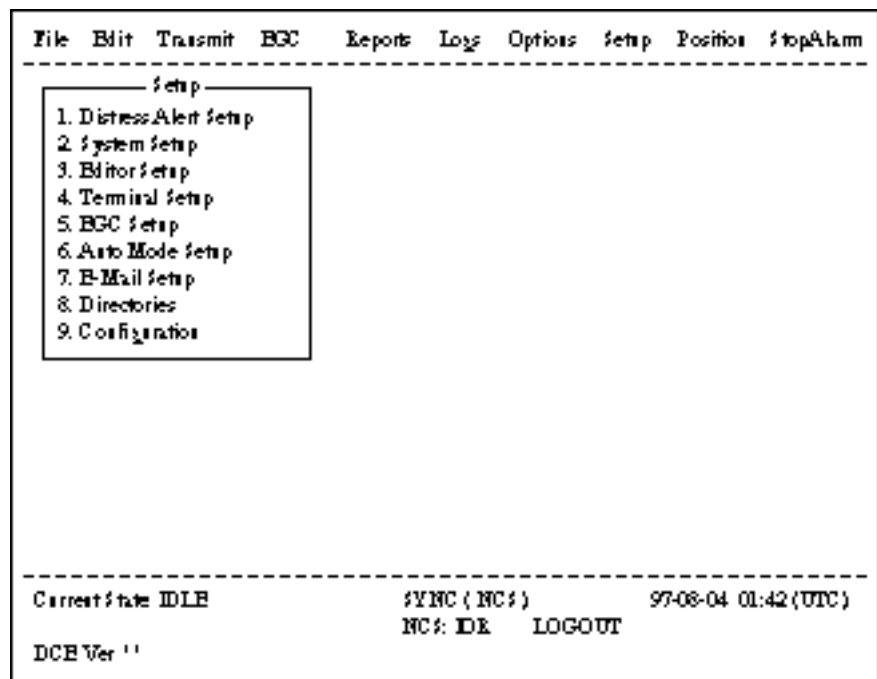 File Edit Transmit EGC Reports Logs Options Setup Position StopAlarm
Setup
1. Distress Alert Setup
2. System Setup
3. Editor Setup
4. Terminal Setup
5. EGC Setup
6. Auto Mode Setup
7. E-Mail Setup
8. Directories
9. Configuration
Current State IDLE SYNC ( NCS ) 97-08-04 01:42 (UTC)
NCS: IDR LOGOUT
DCE Ver ''